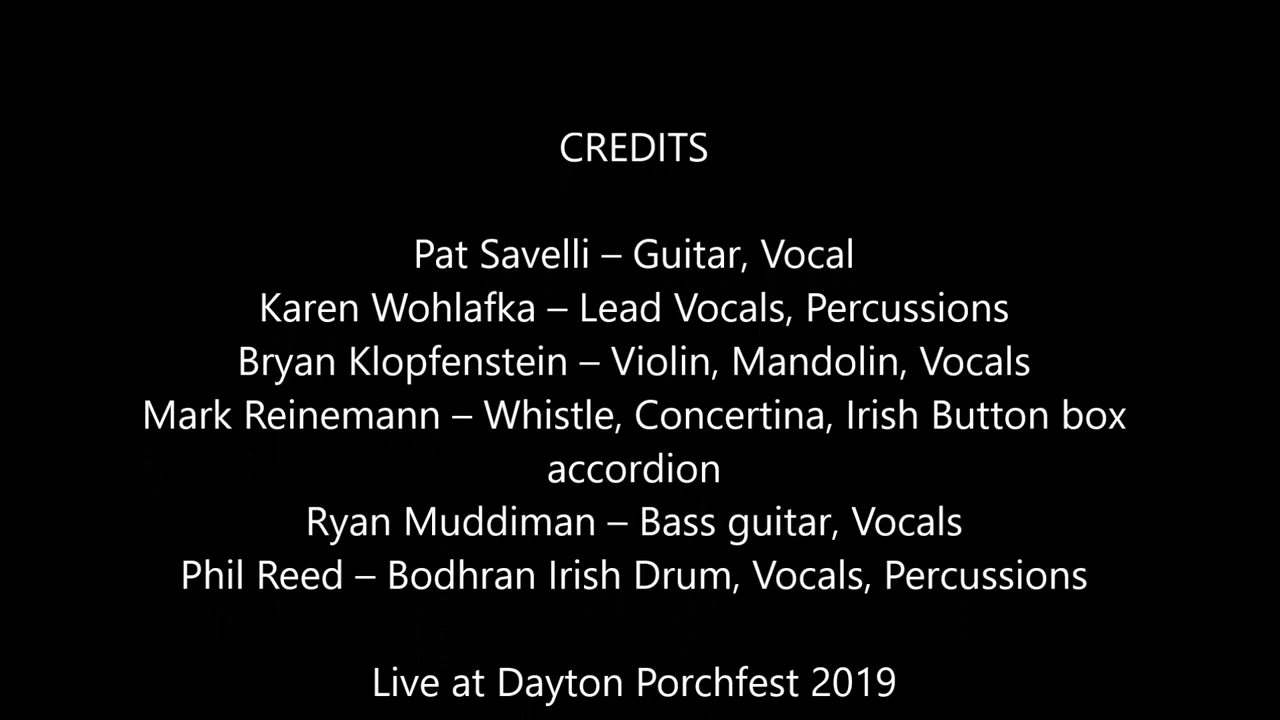 CREDITS
Pat Savelli – Guitar, Vocal
Karen Wohlafka – Lead Vocals, Percussions
Bryan Klopfenstein – Violin, Mandolin, Vocals
Mark Reinemann – Whistle, Concertina, Irish Button box
accordion
Ryan Muddiman – Bass guitar, Vocals
Phil Reed – Bodhran Irish Drum, Vocals, Percussions
Live at Dayton Porchfest 2019